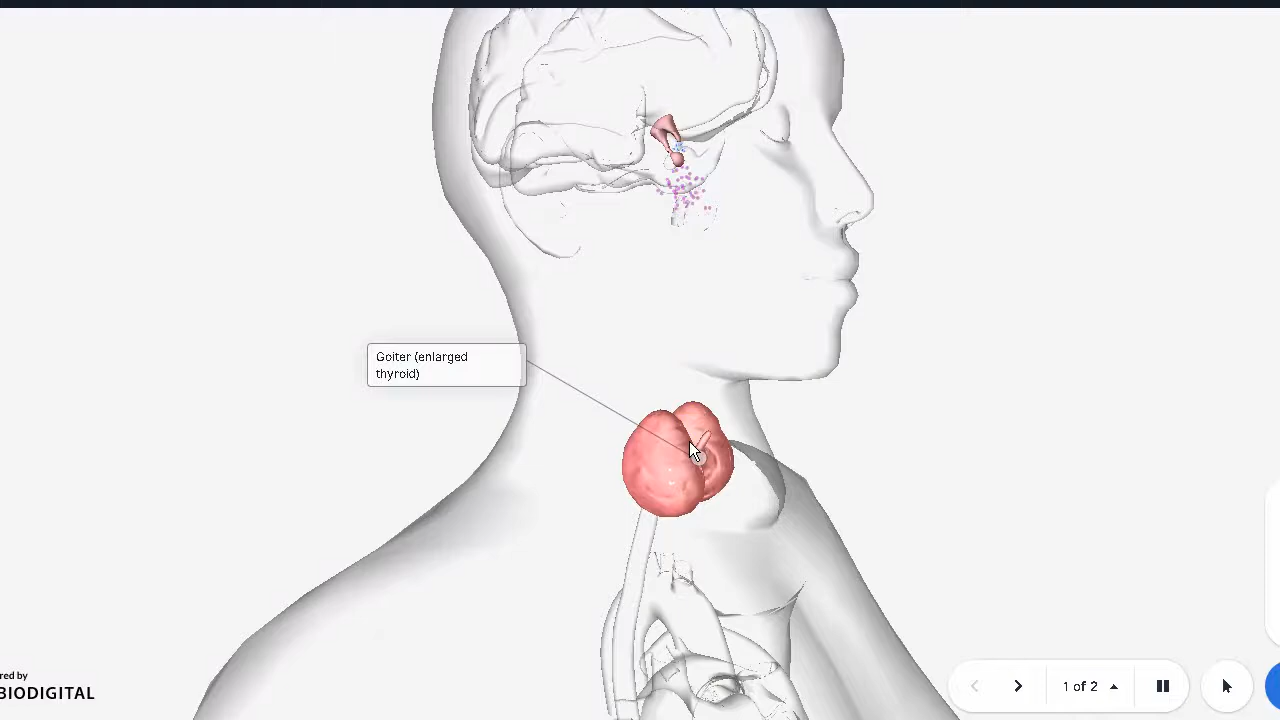 Goiter (enlarged
thyroid)
red by
BIODIGITAL
1 of 2